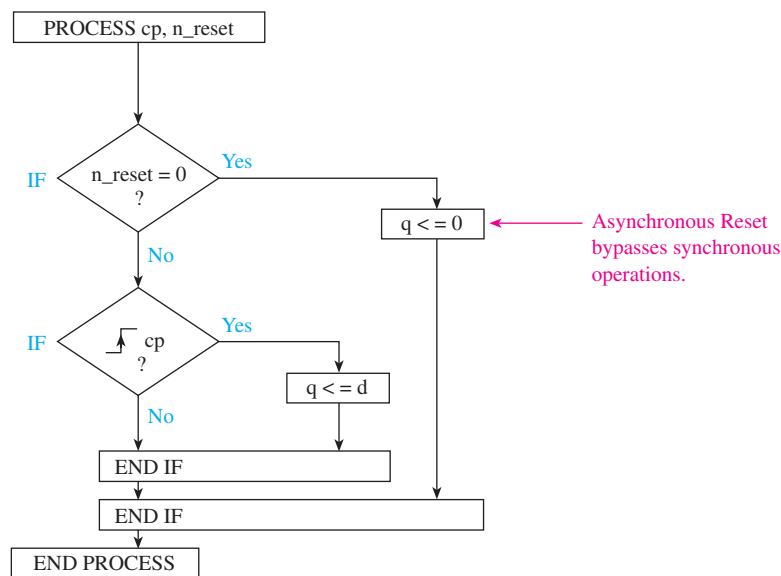 PROCESS cp, n_reset
IF
n_reset = 0
?
Yes
q < = 0
Asynchronous Reset
bypasses synchronous
operations.
No
IF
cp
?
Yes
q < = d
No
END IF
END IF
END PROCESS